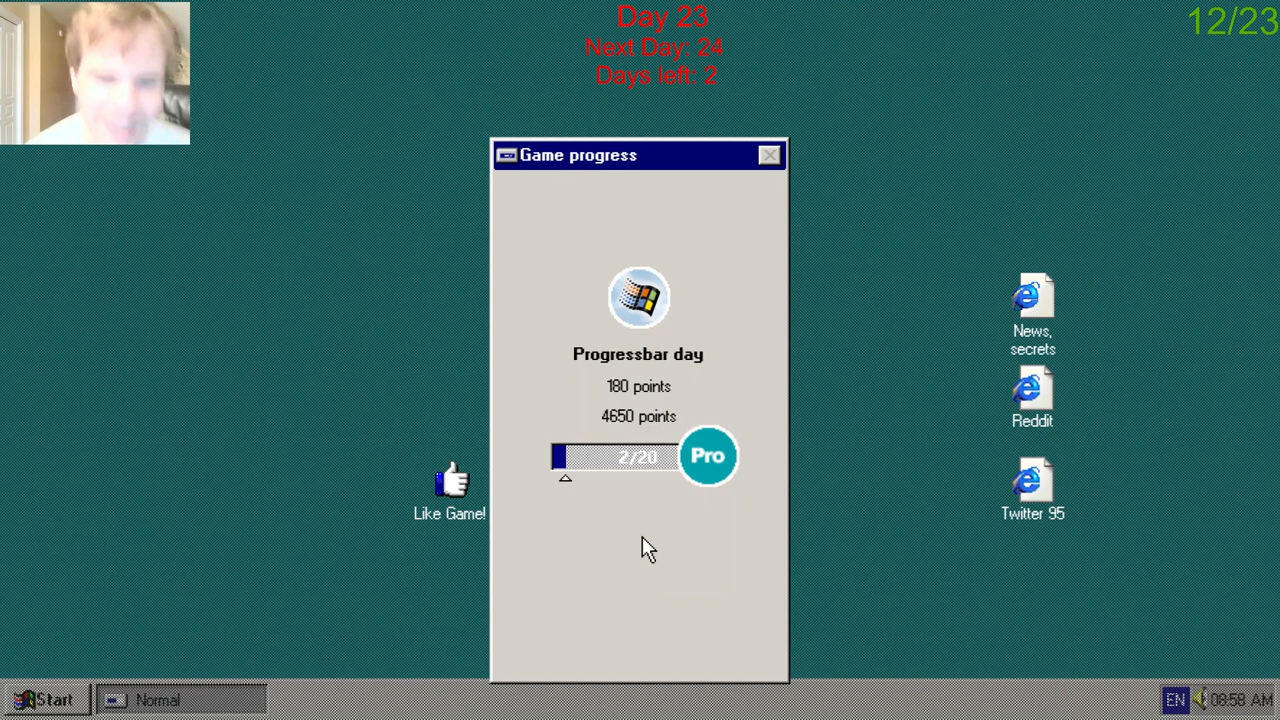 Day 23
Next Day: 24
Days left: 2
12/23
Game progress
Progressbar day
180 points
4650 points
2/20
Pro
Like Game!
News,
secrets
Reddit
Twitter 95
Start
Normal
EN
08:58 AM